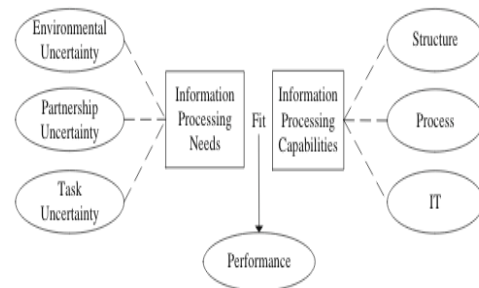 Environmental
Uncertainty
Partnership
Uncertainty
Task
Uncertainty
Information
Processing
Needs
Fit
Information
Processing
Capabilities
Structure
Process
IT
Performance